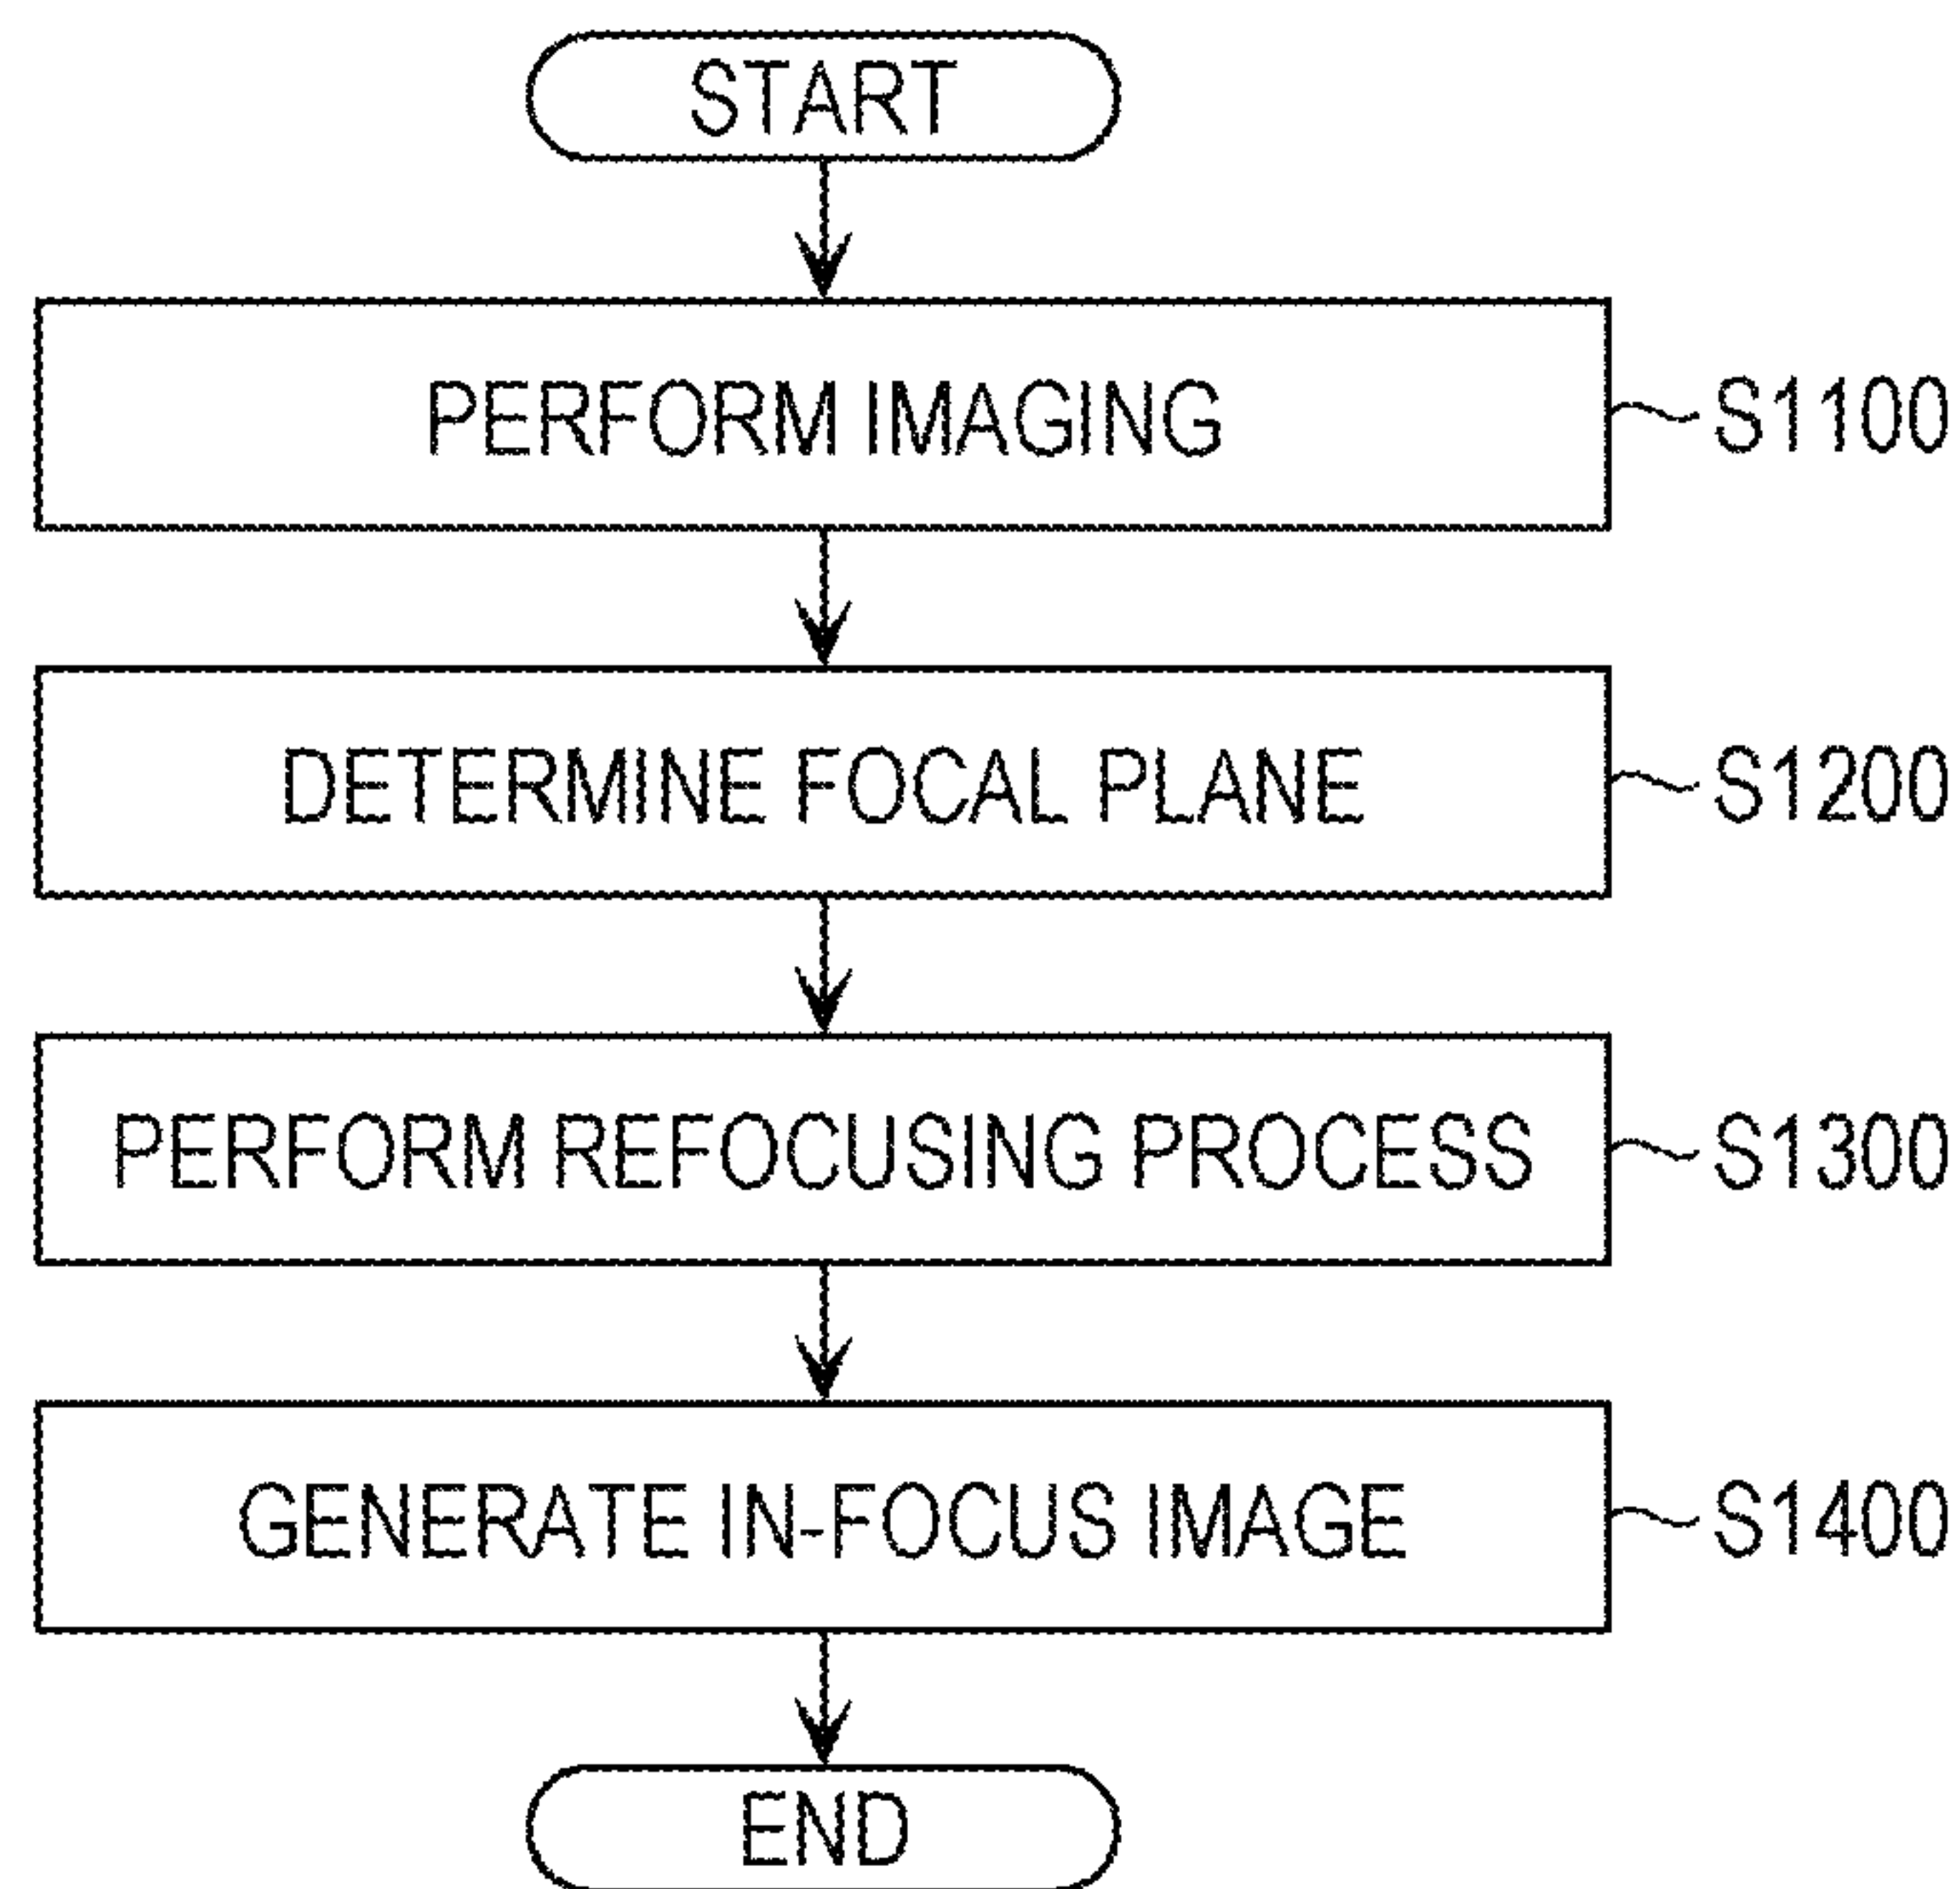 START
PERFORM IMAGING S1100
DETERMINE FOCAL PLANE S1200
PERFORM REFOCUSING PROCESS S1300
GENERATE IN-FOCUS IMAGE S1400
END